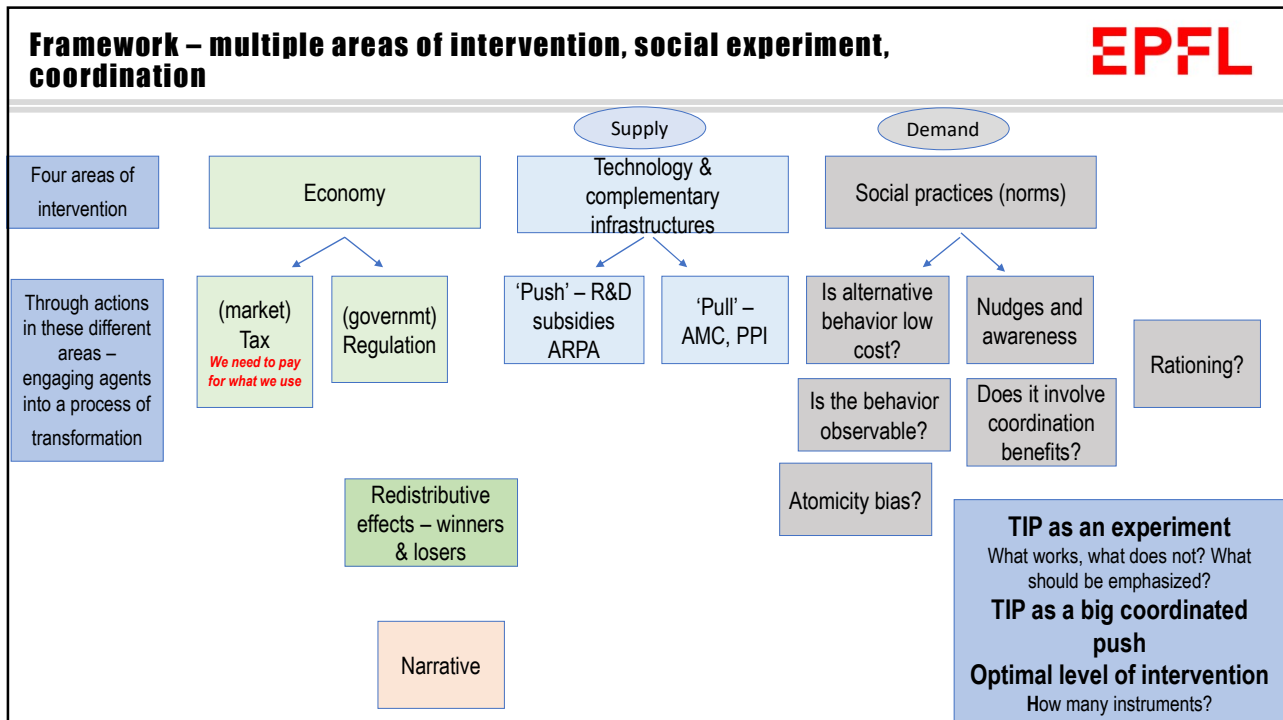 Framework – multiple areas of intervention, social experiment,
coordination
EPFL
Supply
Demand
Four areas of
intervention
Economy
Technology &
complementary
infrastructures
Social practices (norms)
Through actions
in these different
areas –
engaging agents
into a process of
transformation
(market)
Tax
We need to pay
for what we use
(governmt)
Regulation
‘Push’ – R&D
subsidies
ARPA
‘Pull’ –
AMC, PPI
Is alternative
behavior low
cost?
Nudges and
awareness
Rationing?
Is the behavior
observable?
Does it involve
coordination
benefits?
Atomicity bias?
Redistributive
effects – winners
& losers
Narrative
TIP as an experiment
What works, what does not? What
should be emphasized?
TIP as a big coordinated
push
Optimal level of intervention
How many instruments?